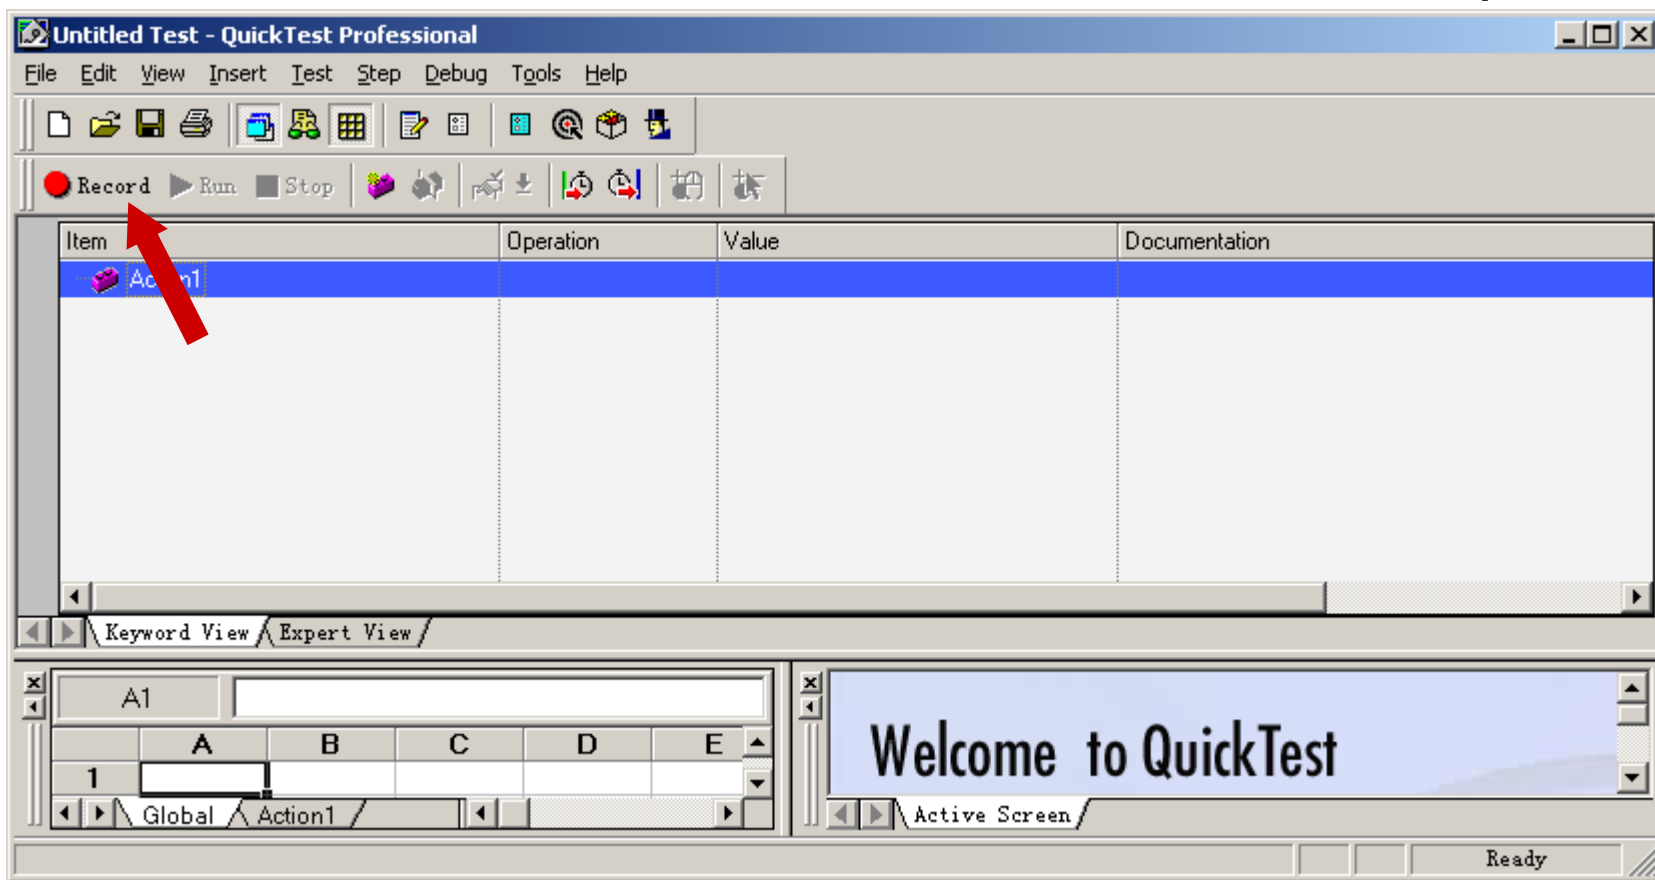 Untitled Test - QuickTest Professional
File Edit View Insert Test Step Debug Tools Help
Record Run Stop
Item Operation Value Documentation
Keyword View Expert View
A1
A B C D E
1
Global Action1
Welcome to QuickTest
Active Screen
Ready